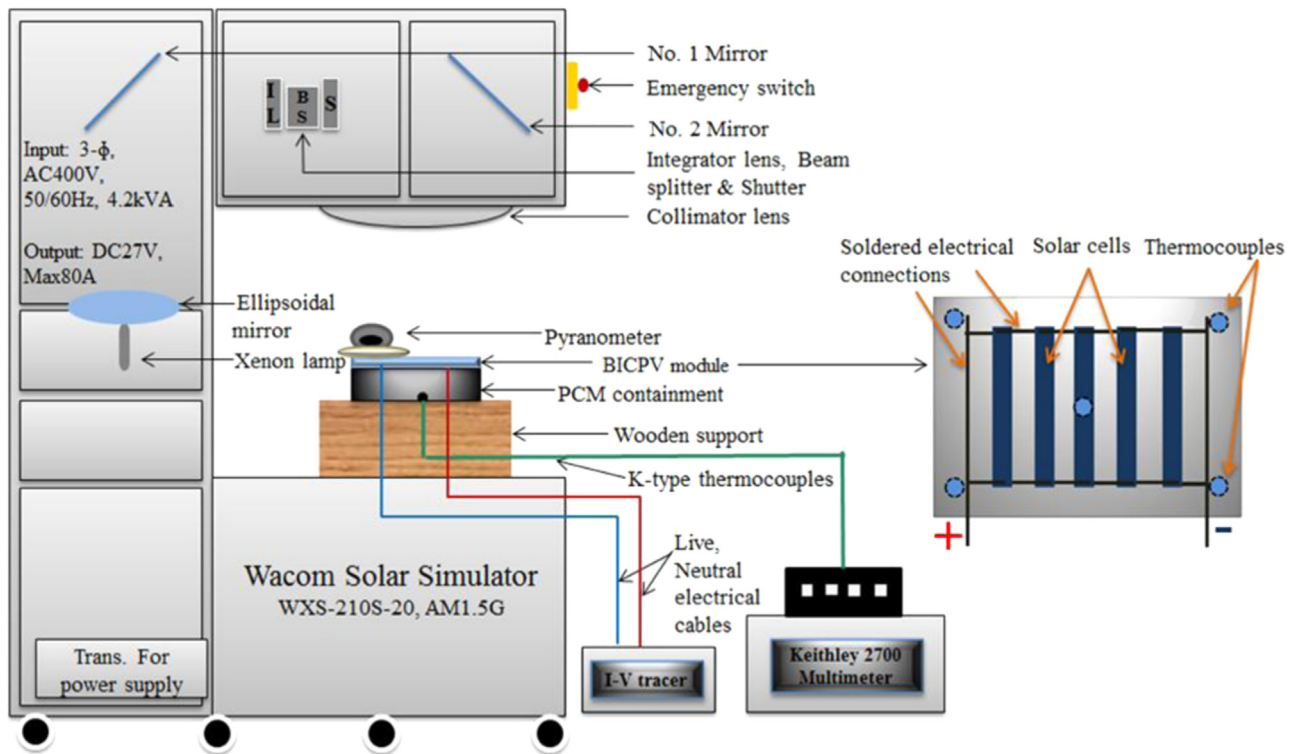 No. 1 Mirror
Emergency switch
No. 2 Mirror
Integrator lens, Beam
splitter & Shutter
Collimator lens
I
L
B
S
S
Input: 3-ϕ,
AC400V,
50/60Hz, 4.2kVA
Output: DC27V,
Max80A
Ellipsoidal
mirror
Xenon lamp
Pyranometer
BICPV module
PCM containment
Wooden support
K-type thermocouples
Soldered electrical
connections
Solar cells
Thermocouples
+
-
Live,
Neutral
electrical
cables
Wacom Solar Simulator
WXS-210S-20, AM1.5G
Trans. For
power supply
I-V tracer
Keithley 2700
Multimeter